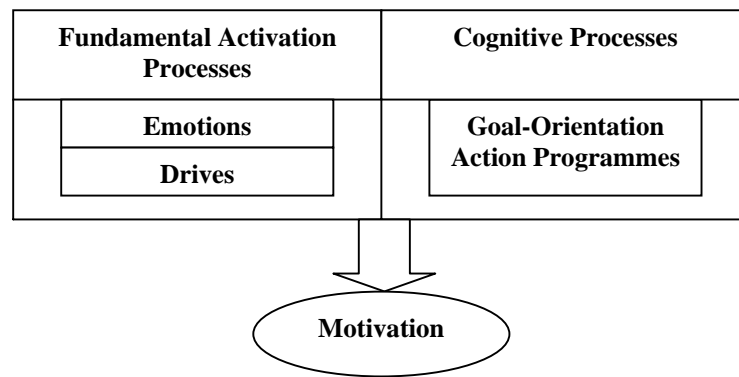 Fundamental Activation
Processes
Cognitive Processes
Emotions
Drives
Goal-Orientation
Action Programmes
Motivation